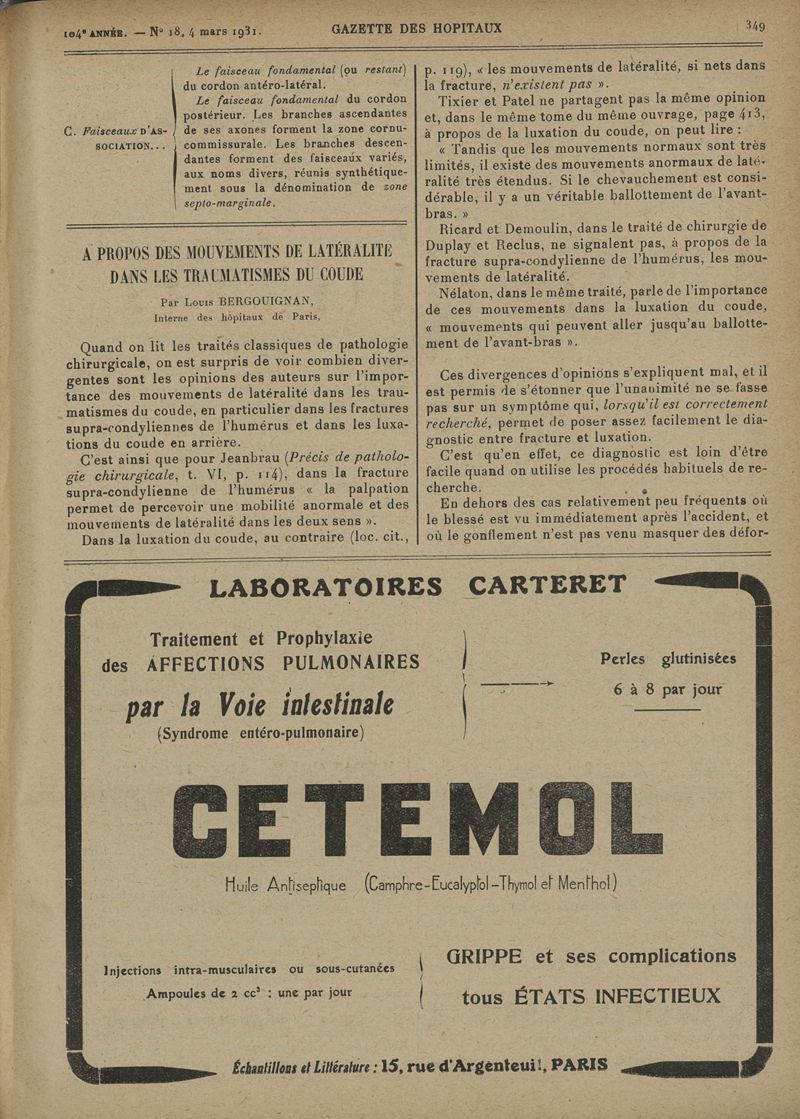 104ᵉ ANNÉE. — Nº 18, 4 mars 1931.
GAZETTE DES HOPITAUX
349
C. Faisceaux D'AS-
SOCIATION...
Le faisceau fondamental (ou restant)
du cordon antéro-latéral.
Le faisceau fondamental du cordon
postérieur. Les branches ascendantes
de ses axones forment la zone cornu-
commissurale. Les branches descen-
dantes forment des faisceaux variés,
aux noms divers, réunis synthétique-
ment sous la dénomination de zone
septo-marginale.
A PROPOS DES MOUVEMENTS DE LATÉRALITÉ
DANS LES TRAUMATISMES DU COUDE
Par Louis BERGOUIGNAN,
Interne des hôpitaux de Paris,
Quand on lit les traités classiques de pathologie
chirurgicale, on est surpris de voir combien diver-
gentes sont les opinions des auteurs sur l'impor-
tance des mouvements de latéralité dans les trau-
matismes du coude, en particulier dans les fractures
supra-condyliennes de l'humérus et dans les luxa-
tions du coude en arrière.
C'est ainsi que pour Jeanbrau (Précis de patholo-
gie chirurgicale, t. VI, p. 114), dans la fracture
supra-condylienne de l'humérus « la palpation
permet de percevoir une mobilité anormale et des
mouvements de latéralité dans les deux sens ».
Dans la luxation du coude, au contraire (loc. cit.,
p. 119), « les mouvements de latéralité, si nets dans
la fracture, n'existent pas ».
Tixier et Patel ne partagent pas la même opinion
et, dans le même tome du même ouvrage, page 413,
à propos de la luxation du coude, on peut lire :
« Tandis que les mouvements normaux sont très
limités, il existe des mouvements anormaux de laté-
ralité très étendus. Si le chevauchement est consi-
dérable, il y a un véritable ballottement de l'avant-
bras. »
Ricard et Demoulin, dans le traité de chirurgie de
Duplay et Reclus, ne signalent pas, à propos de la
fracture supra-condylienne de l'humérus, les mou-
vements de latéralité.
Nélaton, dans le même traité, parle de l'importance
de ces mouvements dans la luxation du coude,
« mouvements qui peuvent aller jusqu'au ballotte-
ment de l'avant-bras ».
Ces divergences d'opinions s'expliquent mal, et il
est permis de s'étonner que l'unanimité ne se fasse
pas sur un symptôme qui, lorsqu'il est correctement
recherché, permet de poser assez facilement le dia-
gnostic entre fracture et luxation.
C'est qu'en effet, ce diagnostic est loin d'être
facile quand on utilise les procédés habituels de re-
cherche.
En dehors des cas relativement peu fréquents où
le blessé est vu immédiatement après l'accident, et
où le gonflement n'est pas venu masquer des défor-
LABORATOIRES CARTERET
Traitement et Prophylaxie
des AFFECTIONS PULMONAIRES
par la Voie intestinale
(Syndrome entéro-pulmonaire)
Perles glutinisées
6 à 8 par jour
CETEMOL
Huile Antiseptique (Camphre-Eucalyptol-Thymol et Menthol)
Injections intra-musculaires ou sous-cutanées
Ampoules de 2 cc³ : une par jour
GRIPPE et ses complications
tous ÉTATS INFECTIEUX
Échantillons et Littérature : 15, rue d'Argenteuil, PARIS